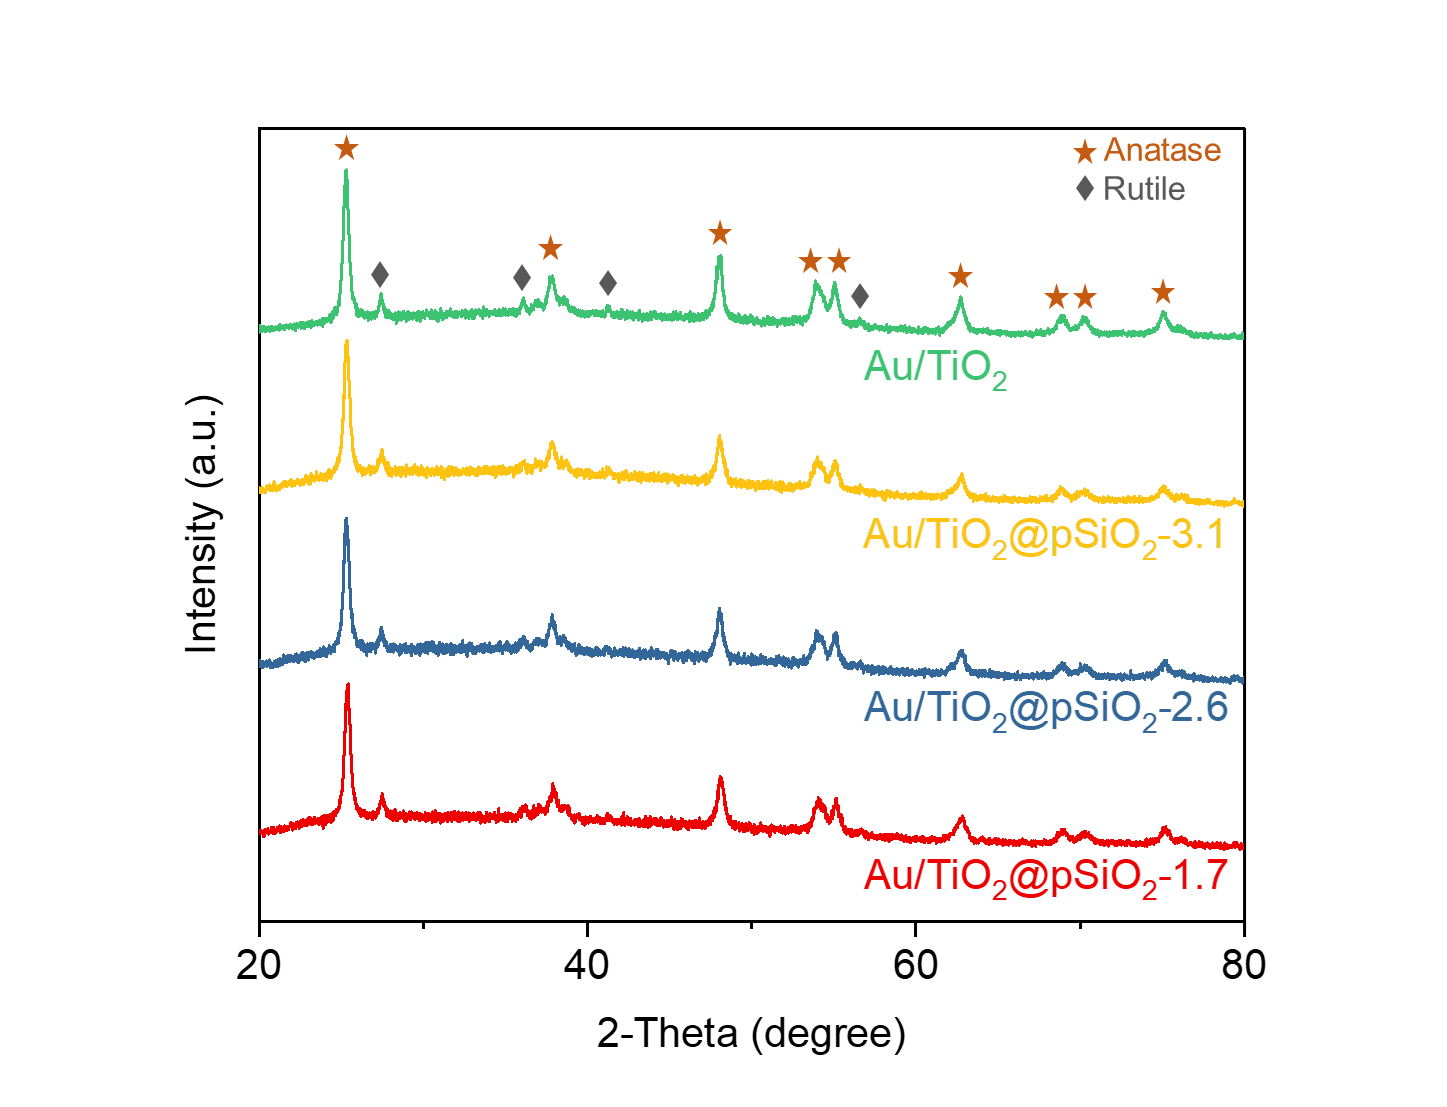 Anatase
Rutile
Au/TiO₂
Au/TiO₂@pSiO₂-3.1
Au/TiO₂@pSiO₂-2.6
Au/TiO₂@pSiO₂-1.7
Intensity (a.u.)
20 40 60 80
2-Theta (degree)